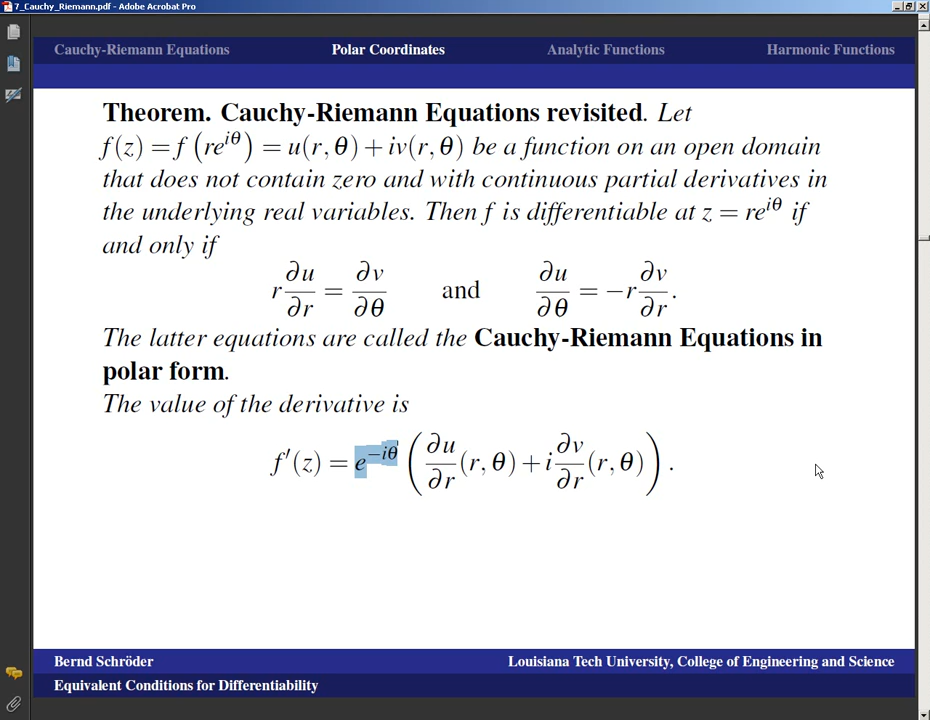 7_Cauchy_Riemann.pdf - Adobe Acrobat Pro
Cauchy-Riemann Equations Polar Coordinates Analytic Functions Harmonic Functions
Theorem. Cauchy-Riemann Equations revisited. Let
f(z) = f(re^{iθ}) = u(r,θ) + iv(r,θ) be a function on an open domain
that does not contain zero and with continuous partial derivatives in
the underlying real variables. Then f is differentiable at z = re^{iθ} if
and only if
r ∂u/∂r = ∂v/∂θ and ∂u/∂θ = −r ∂v/∂r.
The latter equations are called the Cauchy-Riemann Equations in
polar form.
The value of the derivative is
f′(z) = e^{−iθ} (∂u/∂r (r,θ) + i ∂v/∂r (r,θ)).
Bernd Schröder Louisiana Tech University, College of Engineering and Science
Equivalent Conditions for Differentiability